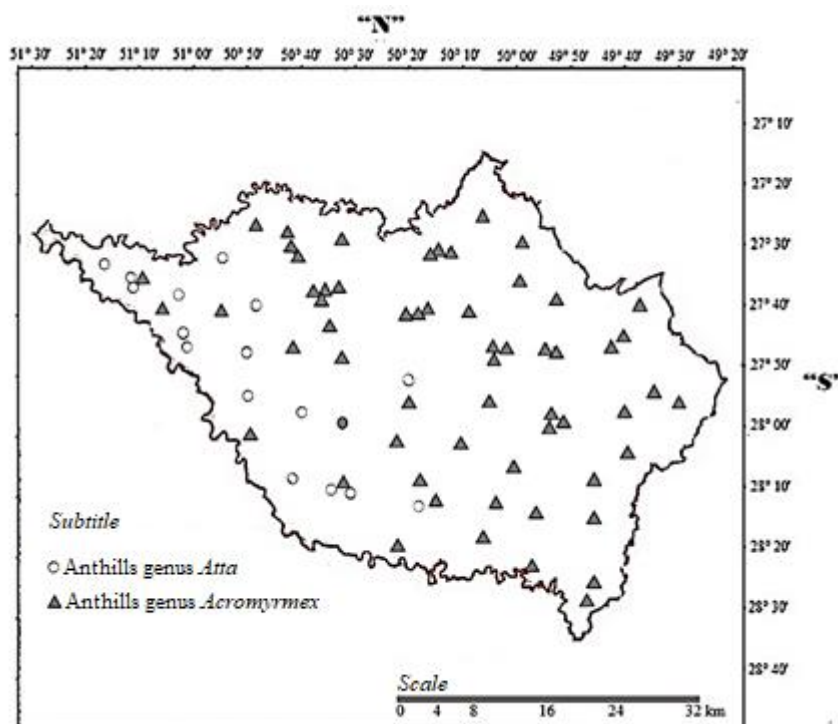 “N”
51° 30' 51° 20' 51° 10' 51° 00' 50° 50' 50° 40' 50° 30' 50° 20' 50° 10' 50° 00' 49° 50' 49° 40' 49° 30' 49° 20'
27° 10'
27° 20'
27° 30'
27° 40'
27° 50'
“S”
28° 00'
28° 10'
28° 20'
28° 30'
28° 40'
Subtitle
Anthills genus Atta
Anthills genus Acromyrmex
Scale
0 4 8 16 24 32 km